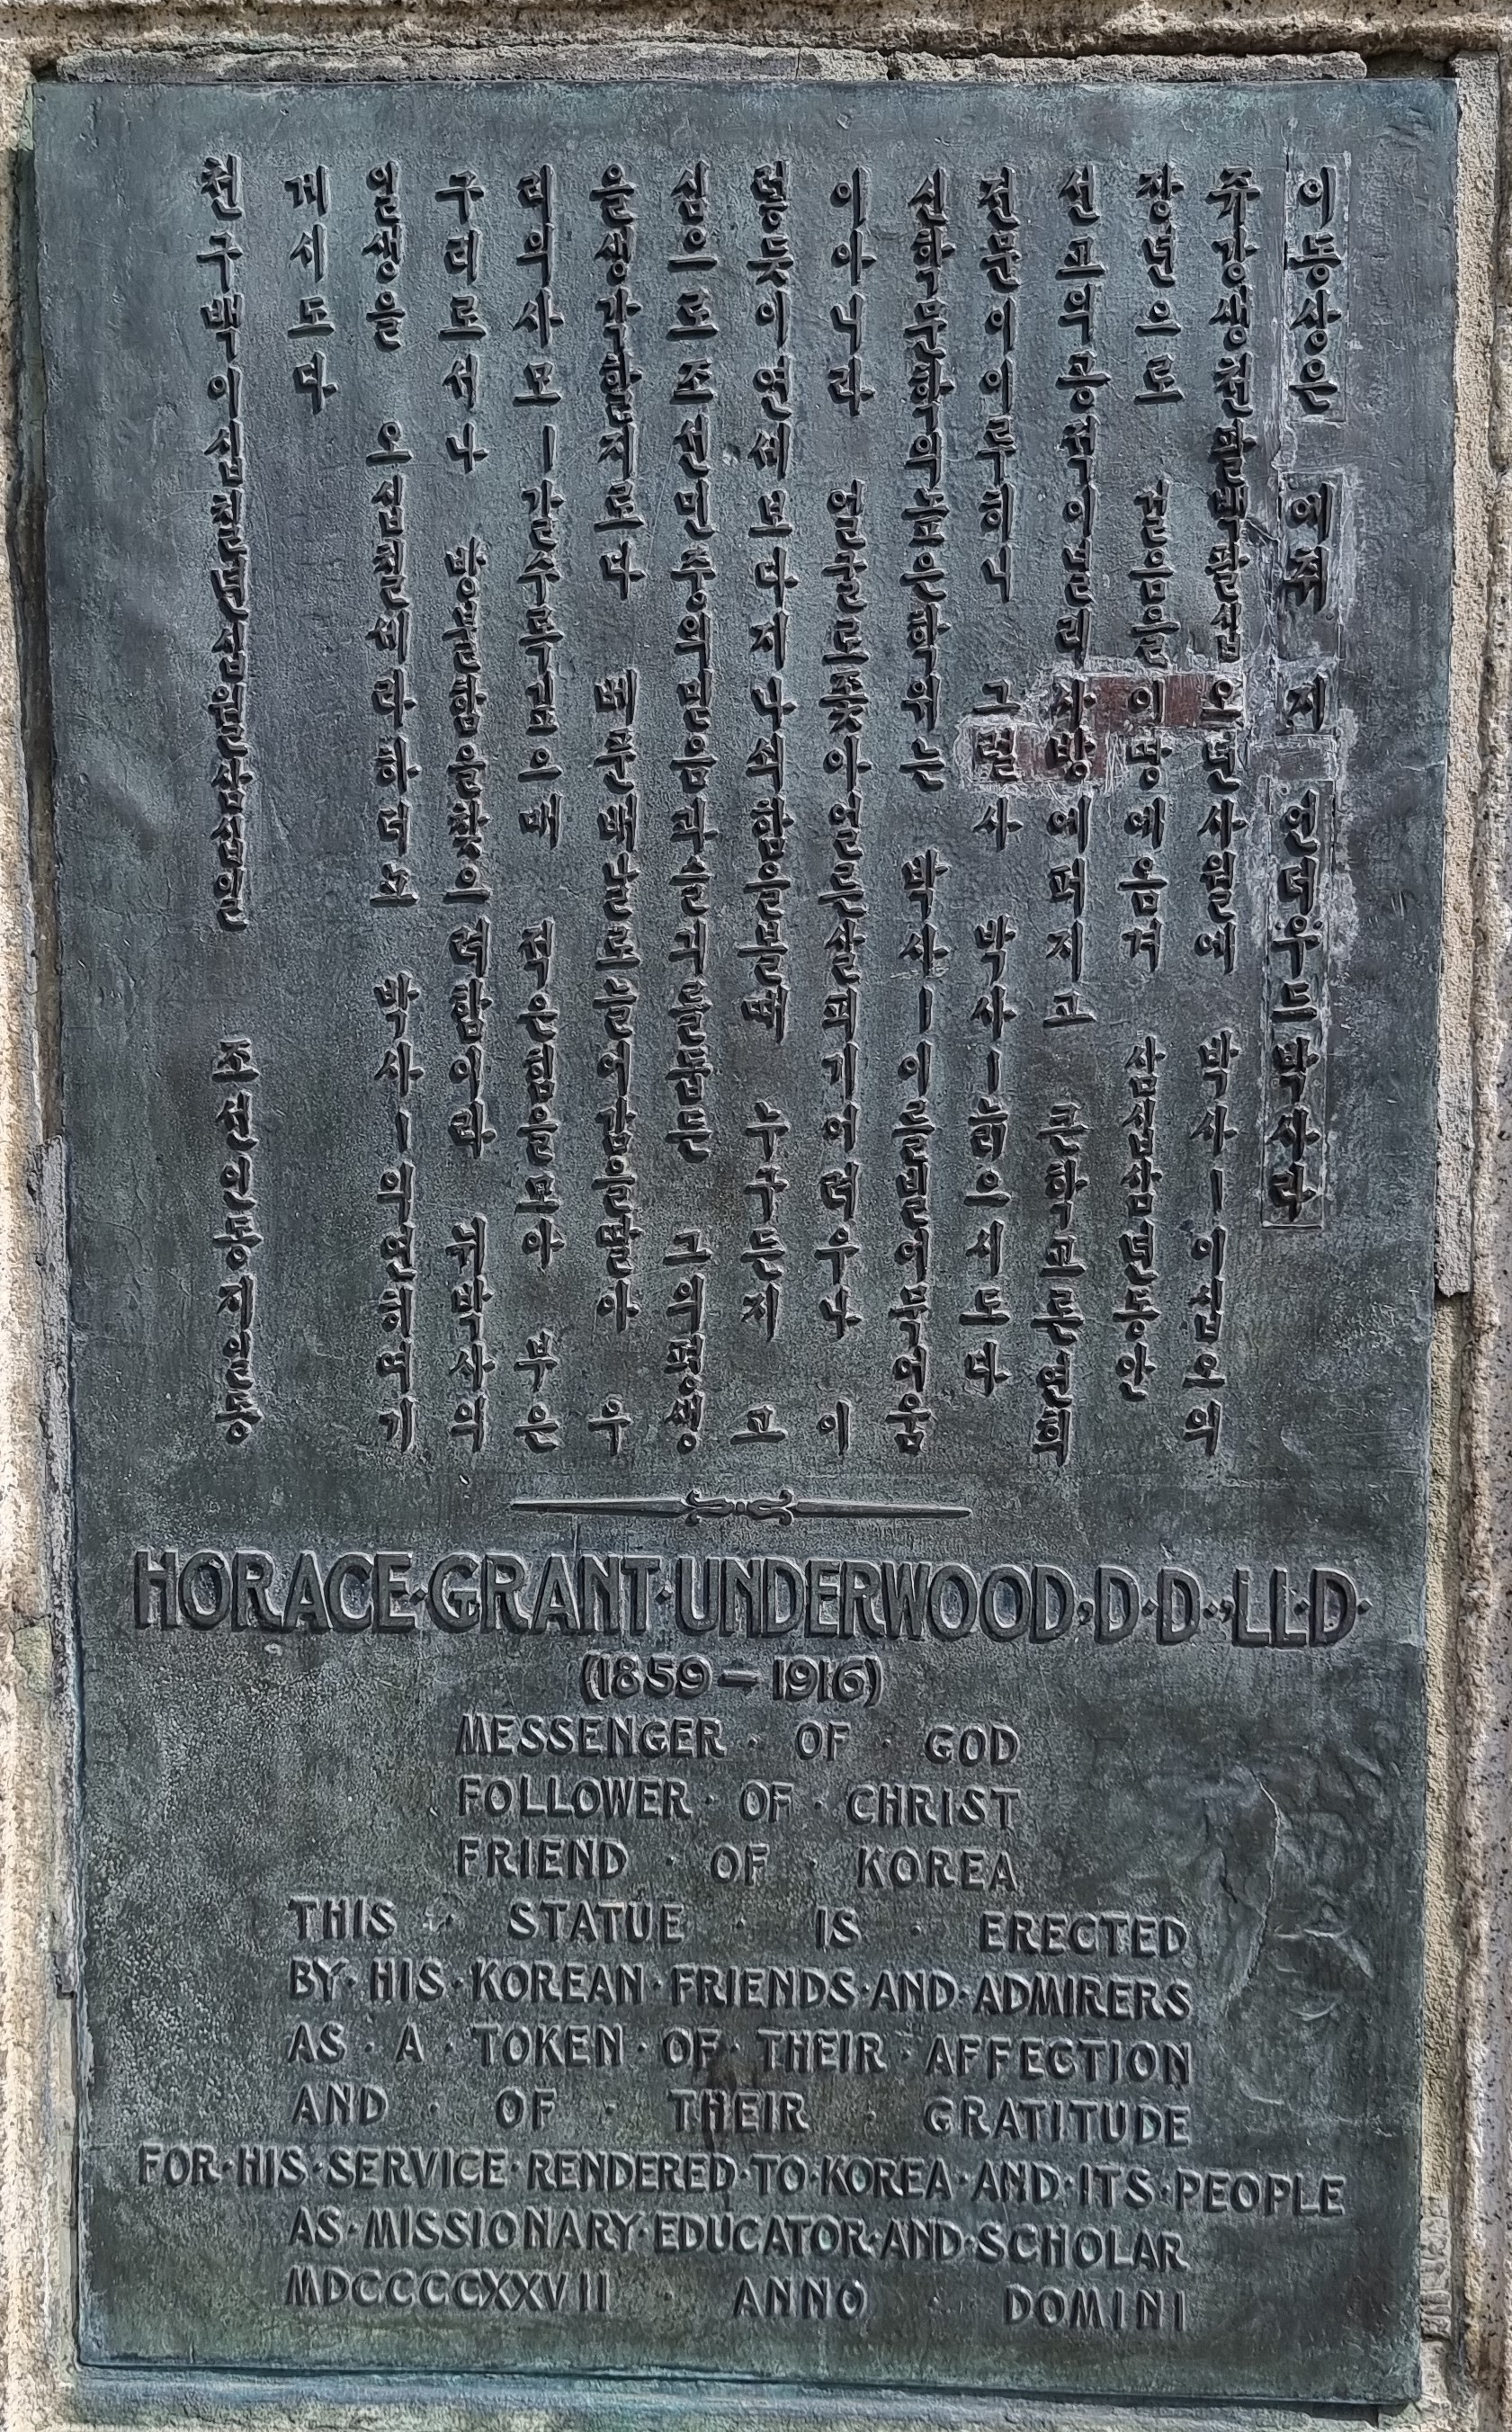 이동상은 에취 지 언더우드박사라
쥬강생천팔백팔십오년사월에 박사ㅣ이십오의
장년으로 걸음을이땅에옴겨 삼십삼년동안
선교의공적이널리사방에퍼지고 큰학교론연희
전문이이루히니 그럴사 박사ㅣ늙으시도다
신학문학의높은학위는 박사ㅣ이를빌어무거움
이아니라 얼굴도좇아얼른살피기어려우나 이
렇듯이연세보다지나쇠함을볼때 누구든지 고
심으로조선민중의믿음과슬긔를돕든 그의평생
을생각할지로다 베푼배날로늘어감을딸아 우
리의사모ㅣ갈수록깊으매 적은힘을모아 부은
구리로서나 방불함을찾으려함이라 뉘박사의
일생을 오십칠세라하더뇨 박사ㅣ의연히여기
게시도다
천구백이십칠년십월삼십일 조선인동지일동
HORACE·GRANT·UNDERWOOD,D·D·,LL·D·
(1859—1916)
MESSENGER · OF · GOD
FOLLOWER · OF · CHRIST
FRIEND · OF · KOREA
THIS · STATUE · IS · ERECTED
BY·HIS·KOREAN·FRIENDS·AND·ADMIRERS
AS · A · TOKEN · OF · THEIR · AFFECTION
AND · OF · THEIR · GRATITUDE
FOR·HIS·SERVICE·RENDERED·TO·KOREA·AND·ITS·PEOPLE
AS·MISSIONARY·EDUCATOR·AND·SCHOLAR
MDCCCCXXVII · ANNO · DOMINI